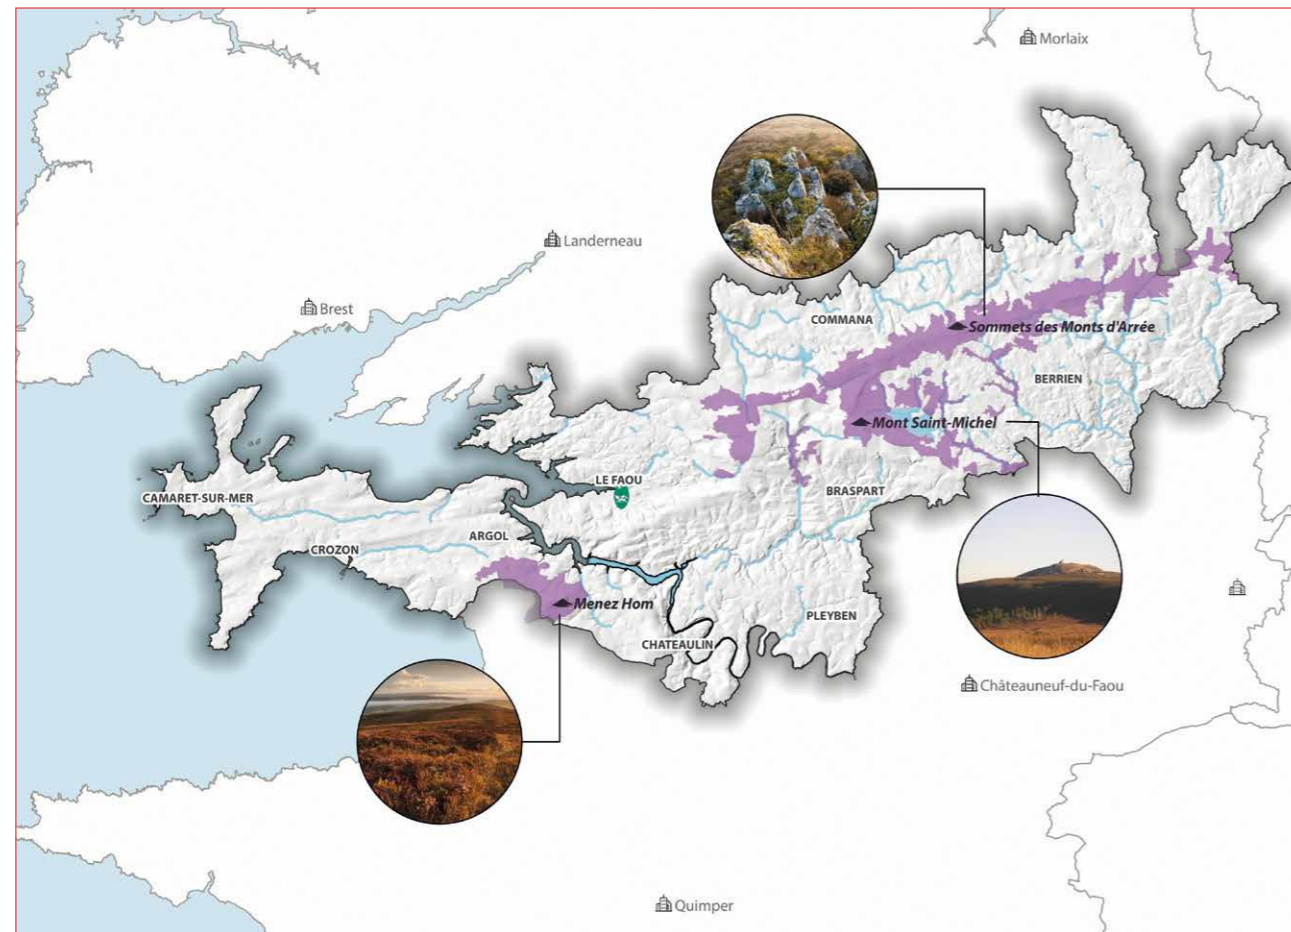 Morlaix
Landerneau
Brest
COMMANA
Sommets des Monts d'Arrée
BERRIEN
Mont Saint-Michel
LE FAOU
BRASPART
CAMARET-SUR-MER
ARGOL
CROZON
Menez Hom
PLEYBEN
CHATEAULIN
Châteauneuf-du-Faou
Quimper